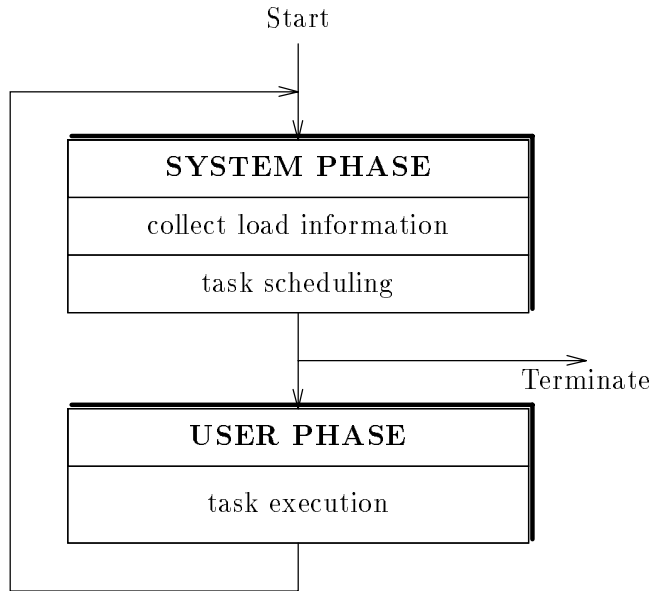 Start
SYSTEM PHASE
collect load information
task scheduling
Terminate
USER PHASE
task execution